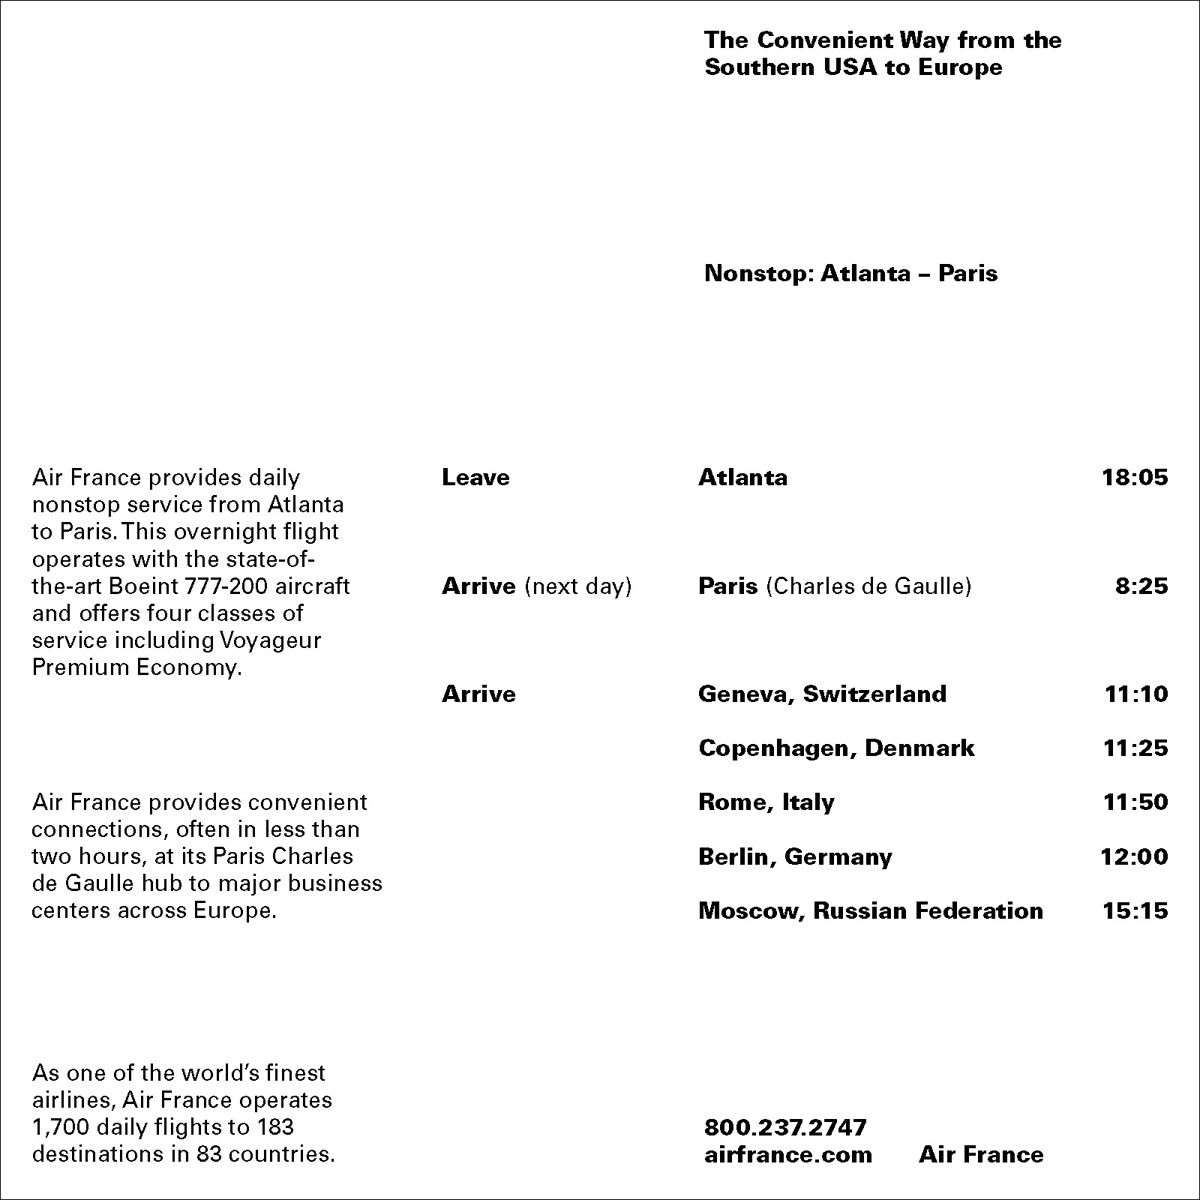 The Convenient Way from the
Southern USA to Europe
Nonstop: Atlanta – Paris
Air France provides daily
nonstop service from Atlanta
to Paris. This overnight flight
operates with the state-of-
the-art Boeint 777-200 aircraft
and offers four classes of
service including Voyageur
Premium Economy.
Air France provides convenient
connections, often in less than
two hours, at its Paris Charles
de Gaulle hub to major business
centers across Europe.
As one of the world’s finest
airlines, Air France operates
1,700 daily flights to 183
destinations in 83 countries.
Leave Atlanta 18:05
Arrive (next day) Paris (Charles de Gaulle) 8:25
Arrive Geneva, Switzerland 11:10
Copenhagen, Denmark 11:25
Rome, Italy 11:50
Berlin, Germany 12:00
Moscow, Russian Federation 15:15
800.237.2747
airfrance.com Air France